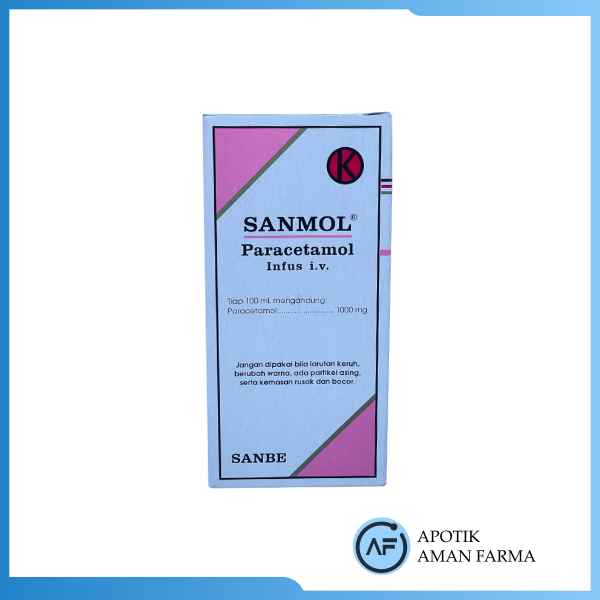 K
SANMOL®
Paracetamol
Infus i.v.
Tiap 100 mL mengandung:
Paracetamol ........................ 1000 mg
Jangan dipakai bila larutan keruh,
berubah warna, ada partikel asing,
serta kemasan rusak dan bocor.
SANBE
AF
APOTIK
AMAN FARMA